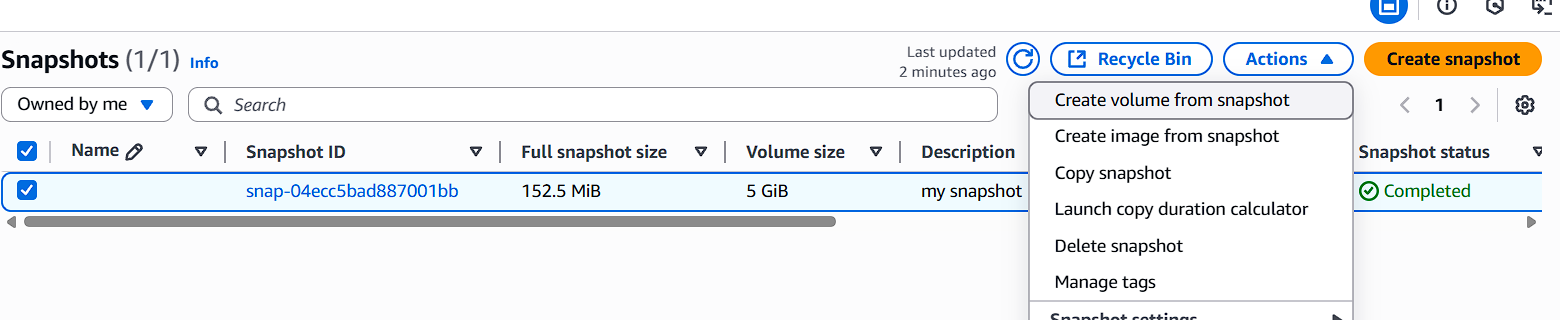 Snapshots (1/1) Info
Last updated
2 minutes ago
Recycle Bin
Actions
Create snapshot
Owned by me
Search
1
Name
Snapshot ID
Full snapshot size
Volume size
Description
Snapshot status
snap-04ecc5bad887001bb
152.5 MiB
5 GiB
my snapshot
Completed
Create volume from snapshot
Create image from snapshot
Copy snapshot
Launch copy duration calculator
Delete snapshot
Manage tags
Snapshot settings